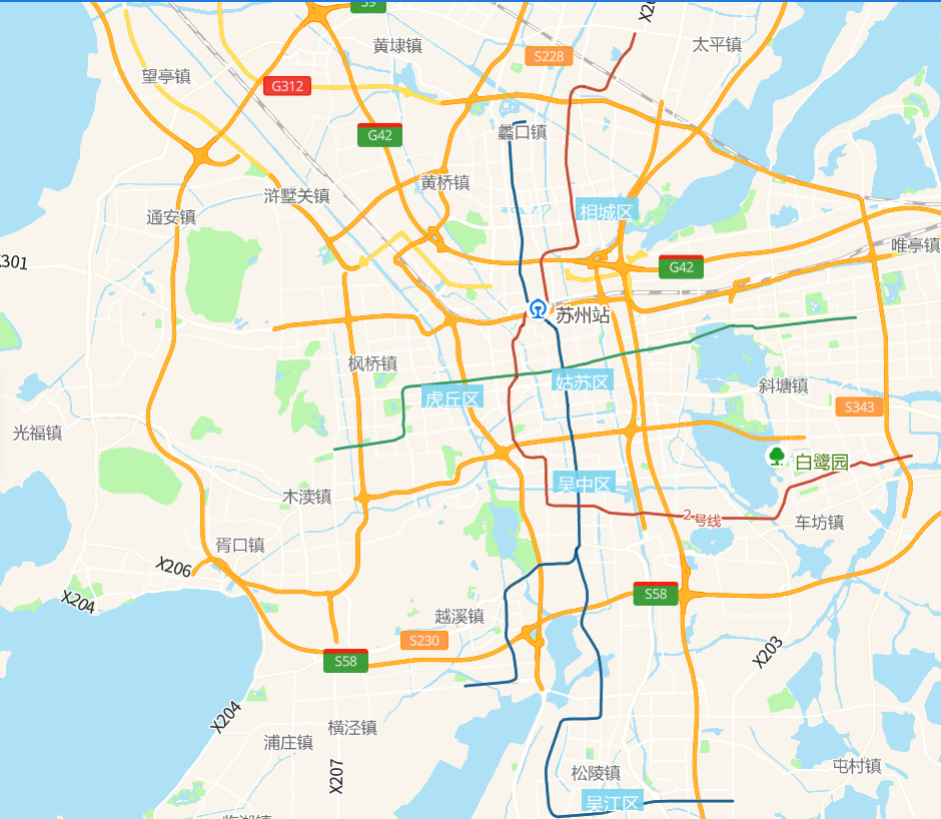 S9
黄埭镇
S228
太平镇
望亭镇
G312
G42
蠡口镇
浒墅关镇
黄桥镇
通安镇
相城区
唯亭镇
G42
苏州站
枫桥镇
虎丘区
姑苏区
斜塘镇
S343
光福镇
木渎镇
吴中区
白鹭园
2号线
车坊镇
胥口镇
X206
X204
S58
越溪镇
S230
S58
X203
X204
横泾镇
浦庄镇
X207
松陵镇
屯村镇
吴江区